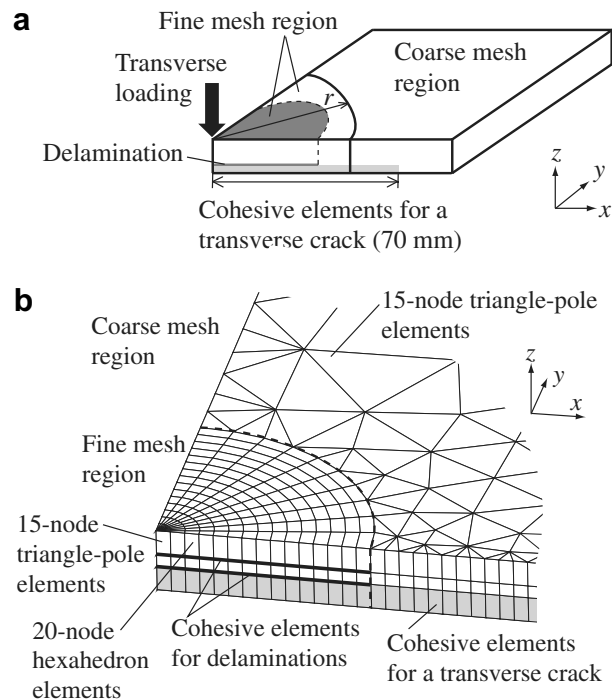 a
Fine mesh region
Transverse
loading
Coarse mesh
region
r
Delamination
z
y
x
Cohesive elements for a
transverse crack (70 mm)
b
15-node triangle-pole
elements
Coarse mesh
region
z
y
x
Fine mesh
region
15-node
triangle-pole
elements
20-node
hexahedron
elements
Cohesive elements
for delaminations
Cohesive elements
for a transverse crack